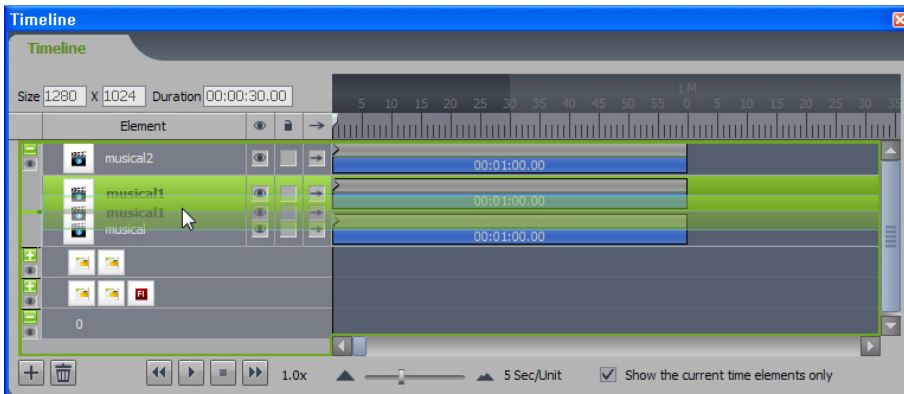 Timeline
Timeline
Size 1280 X 1024 Duration 00:00:30.00
1 M
5 10 15 20 25 30 35 40 45 50 55 0 5 10 15 20 25 30 35
Element
musical2 00:01:00.00
musical1 00:01:00.00
musical1
musical 00:01:00.00
FI
0
1.0x 5 Sec/Unit Show the current time elements only